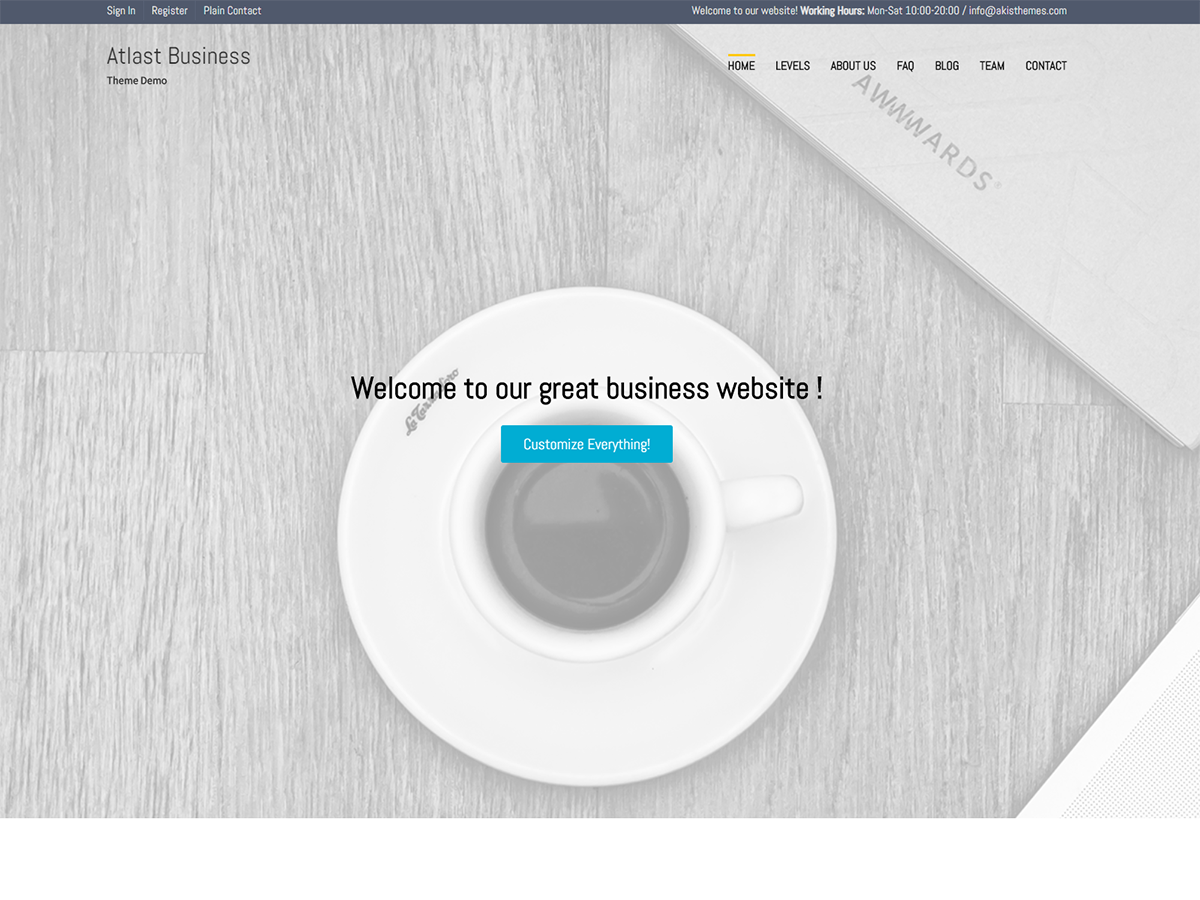 Sign In Register Plain Contact
Welcome to our website! Working Hours: Mon-Sat 10:00-20:00 / info@akisthemes.com
Atlast Business
Theme Demo
HOME LEVELS ABOUT US FAQ BLOG TEAM CONTACT
AWWWARDS®
Welcome to our great business website !
Customize Everything!